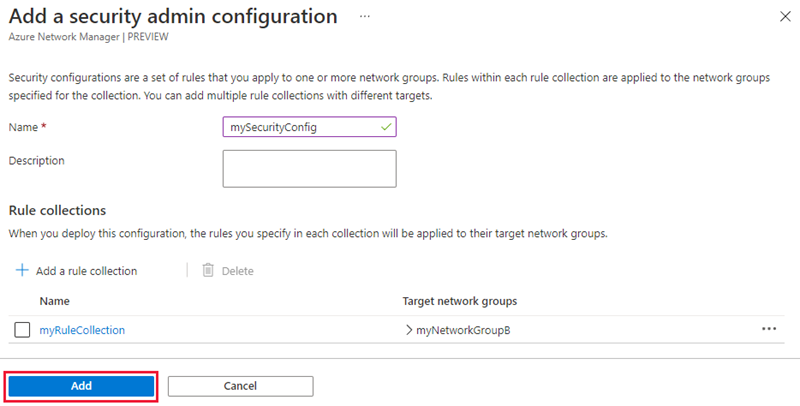 Add a security admin configuration ...
Azure Network Manager | PREVIEW
Security configurations are a set of rules that you apply to one or more network groups. Rules within each rule collection are applied to the network groups
specified for the collection. You can add multiple rule collections with different targets.
Name *
mySecurityConfig
Description
Rule collections
When you deploy this configuration, the rules you specify in each collection will be applied to their target network groups.
Add a rule collection
Delete
Name
Target network groups
myRuleCollection
myNetworkGroupB
Add
Cancel